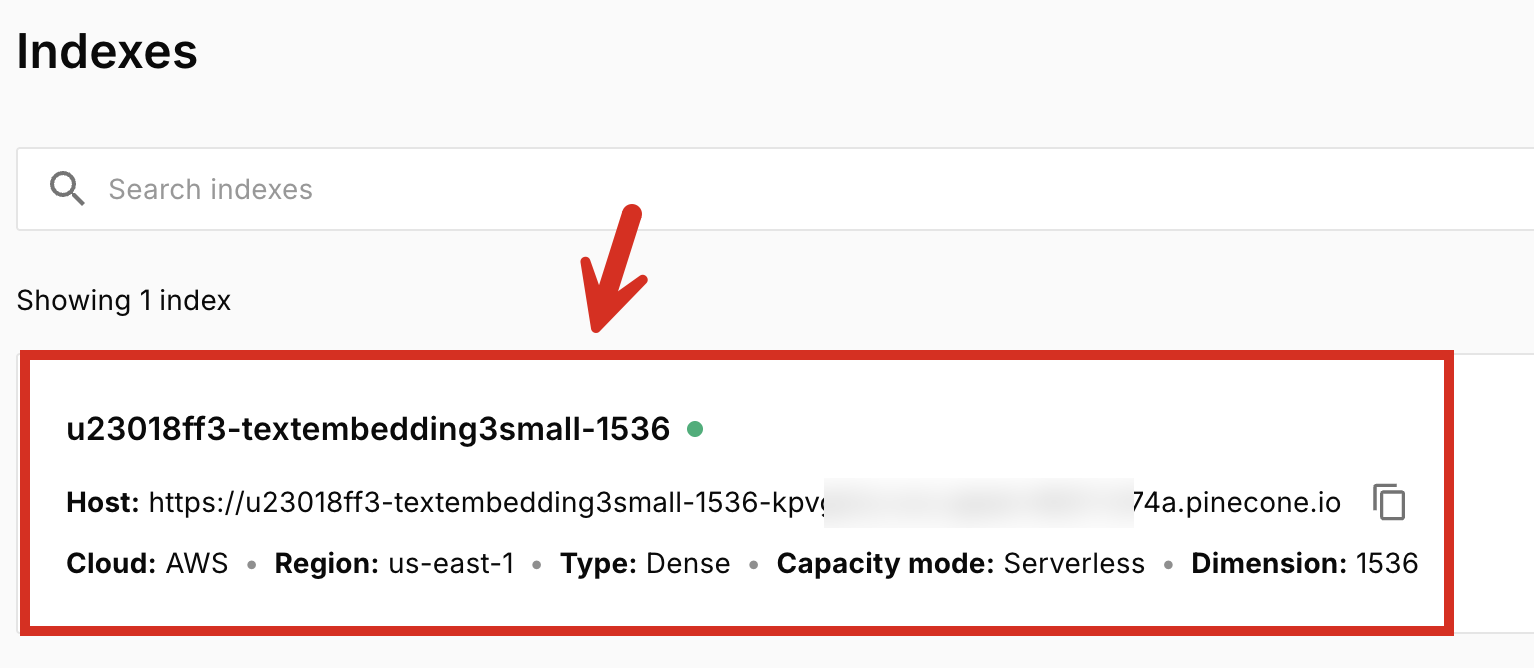 Indexes
Search indexes
Showing 1 index
u23018ff3-textembedding3small-1536
Host: https://u23018ff3-textembedding3small-1536-kpv 74a.pinecone.io
Cloud: AWS • Region: us-east-1 • Type: Dense • Capacity mode: Serverless • Dimension: 1536